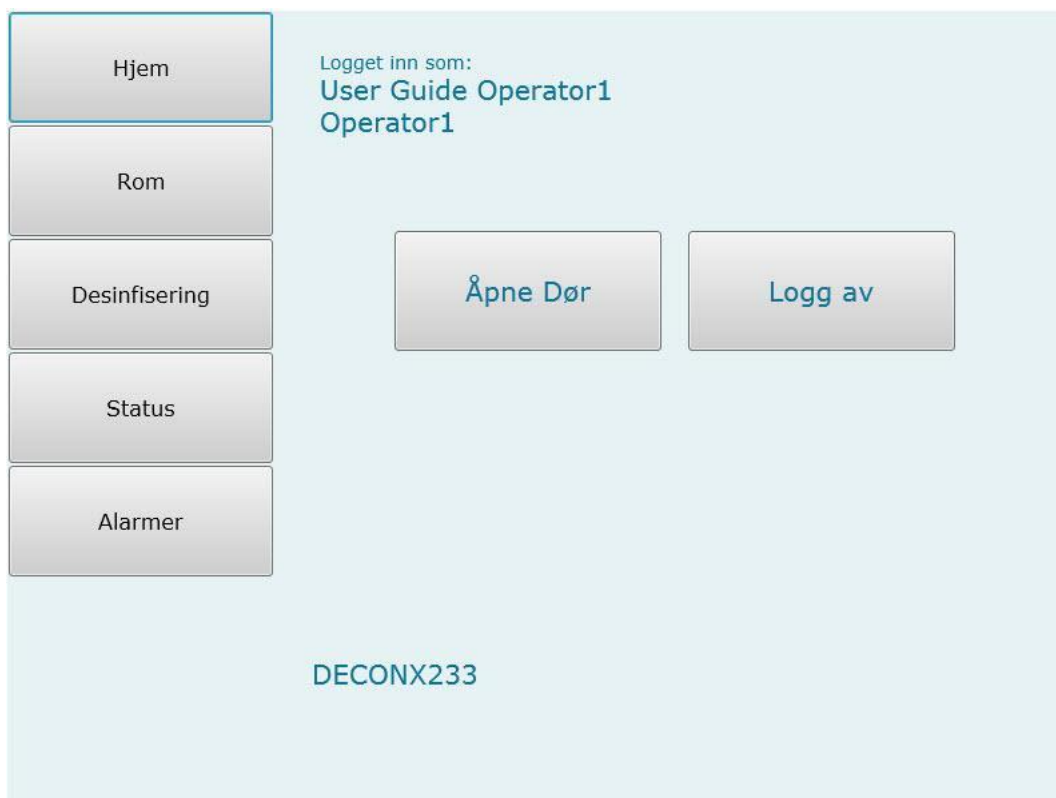 Hjem
Rom
Desinfisering
Status
Alarmer
Logget inn som:
User Guide Operator1
Operator1
Åpne Dør
Logg av
DECONX233